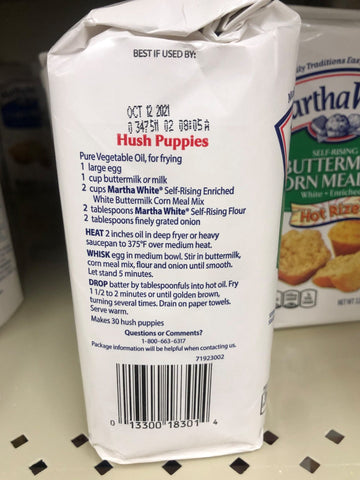 BEST IF USED BY:
OCT 12 2021
Hush Puppies
Pure Vegetable Oil, for frying
1 large egg
1 cup buttermilk or milk
2 cups Martha White® Self-Rising Enriched
White Buttermilk Corn Meal Mix
2 tablespoons Martha White® Self-Rising Flour
2 tablespoons finely grated onion
HEAT 2 inches oil in deep fryer or heavy
saucepan to 375°F over medium heat.
WHISK egg in medium bowl. Stir in buttermilk,
corn meal mix, flour and onion until smooth.
Let stand 5 minutes.
DROP batter by tablespoonfuls into hot oil. Fry
1 1/2 to 2 minutes or until golden brown,
turning several times. Drain on paper towels.
Serve warm.
Makes 30 hush puppies
Questions or Comments?
1-800-663-6317
Package information will be helpful when contacting us.
71923002
0 13300 18301 4
ily Traditions Eas
artha W
SELF-RISING
BUTTERM
ORN MEAL
White • Enriche
Hot Rize